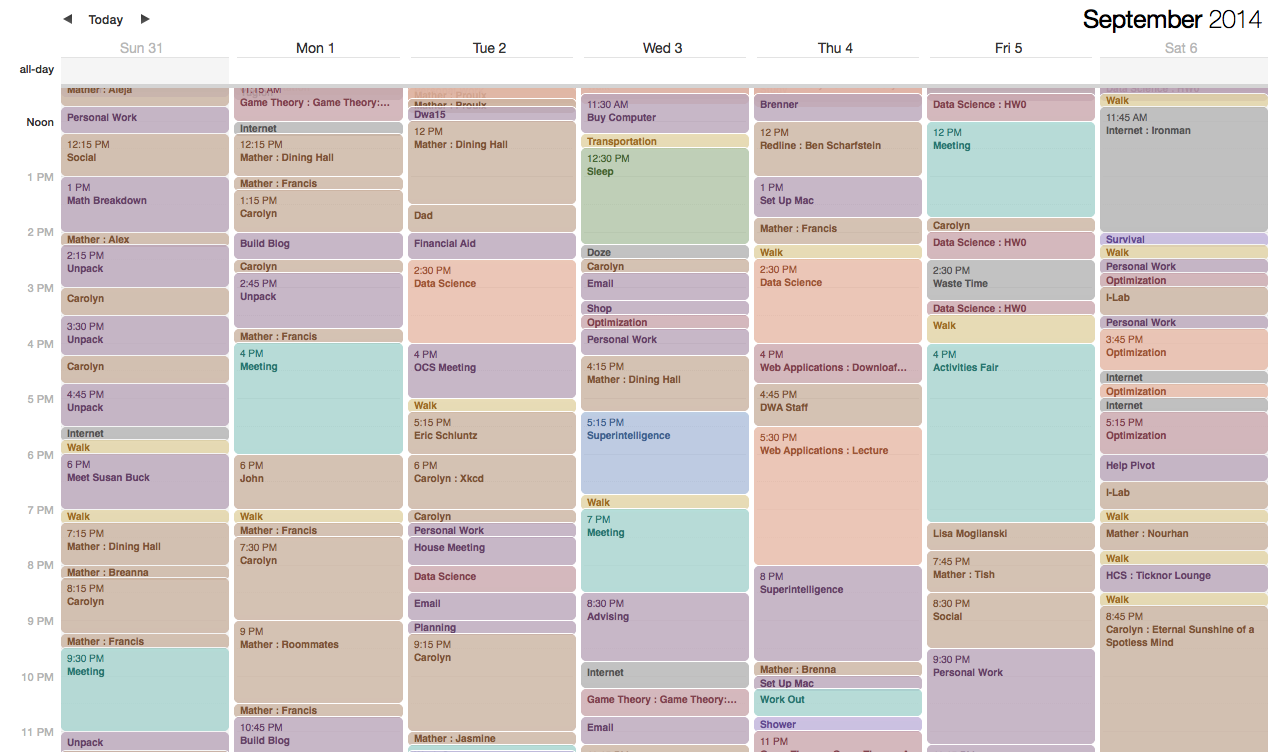 ◀ Today ▶
September 2014
Sun 31
Mon 1
Tue 2
Wed 3
Thu 4
Fri 5
Sat 6
all-day
Noon
1 PM
2 PM
3 PM
4 PM
5 PM
6 PM
7 PM
8 PM
9 PM
10 PM
11 PM
Mather : Aleja
Personal Work
12:15 PM
Social
1 PM
Math Breakdown
Mather : Alex
2:15 PM
Unpack
Carolyn
3:30 PM
Unpack
Carolyn
4:45 PM
Unpack
Internet
Walk
6 PM
Meet Susan Buck
Walk
7:15 PM
Mather : Dining Hall
Mather : Breanna
8:15 PM
Carolyn
Mather : Francis
9:30 PM
Meeting
Unpack
11:15 AM
Game Theory : Game Theory:...
Internet
12:15 PM
Mather : Dining Hall
Mather : Francis
1:15 PM
Carolyn
Build Blog
Carolyn
2:45 PM
Unpack
Mather : Francis
4 PM
Meeting
6 PM
John
Walk
Mather : Francis
7:30 PM
Carolyn
9 PM
Mather : Roommates
Mather : Francis
10:45 PM
Build Blog
Mather : Proulx
Mather : Proulx
Dwa15
12 PM
Mather : Dining Hall
Dad
Financial Aid
2:30 PM
Data Science
4 PM
OCS Meeting
Walk
5:15 PM
Eric Schluntz
6 PM
Carolyn : Xkcd
Carolyn
Personal Work
House Meeting
Data Science
Email
Planning
9:15 PM
Carolyn
Mather : Jasmine
11:30 AM
Buy Computer
Transportation
12:30 PM
Sleep
Doze
Carolyn
Email
Shop
Optimization
Personal Work
4:15 PM
Mather : Dining Hall
5:15 PM
Superintelligence
Walk
7 PM
Meeting
8:30 PM
Advising
Internet
Game Theory : Game Theory:...
Email
Brenner
12 PM
Redline : Ben Scharfstein
1 PM
Set Up Mac
Mather : Francis
Walk
2:30 PM
Data Science
4 PM
Web Applications : Downloaf...
4:45 PM
DWA Staff
5:30 PM
Web Applications : Lecture
8 PM
Superintelligence
Mather : Brenna
Set Up Mac
Work Out
Shower
11 PM
Data Science : HW0
12 PM
Meeting
Carolyn
Data Science : HW0
2:30 PM
Waste Time
Data Science : HW0
Walk
4 PM
Activities Fair
Lisa Moglianski
7:45 PM
Mather : Tish
8:30 PM
Social
9:30 PM
Personal Work
Data Science : HW0
Walk
11:45 AM
Internet : Ironman
Survival
Walk
Personal Work
Optimization
I-Lab
Personal Work
3:45 PM
Optimization
Internet
Optimization
Internet
5:15 PM
Optimization
Help Pivot
I-Lab
Walk
Mather : Nourhan
Walk
HCS : Ticknor Lounge
Walk
8:45 PM
Carolyn : Eternal Sunshine of a
Spotless Mind